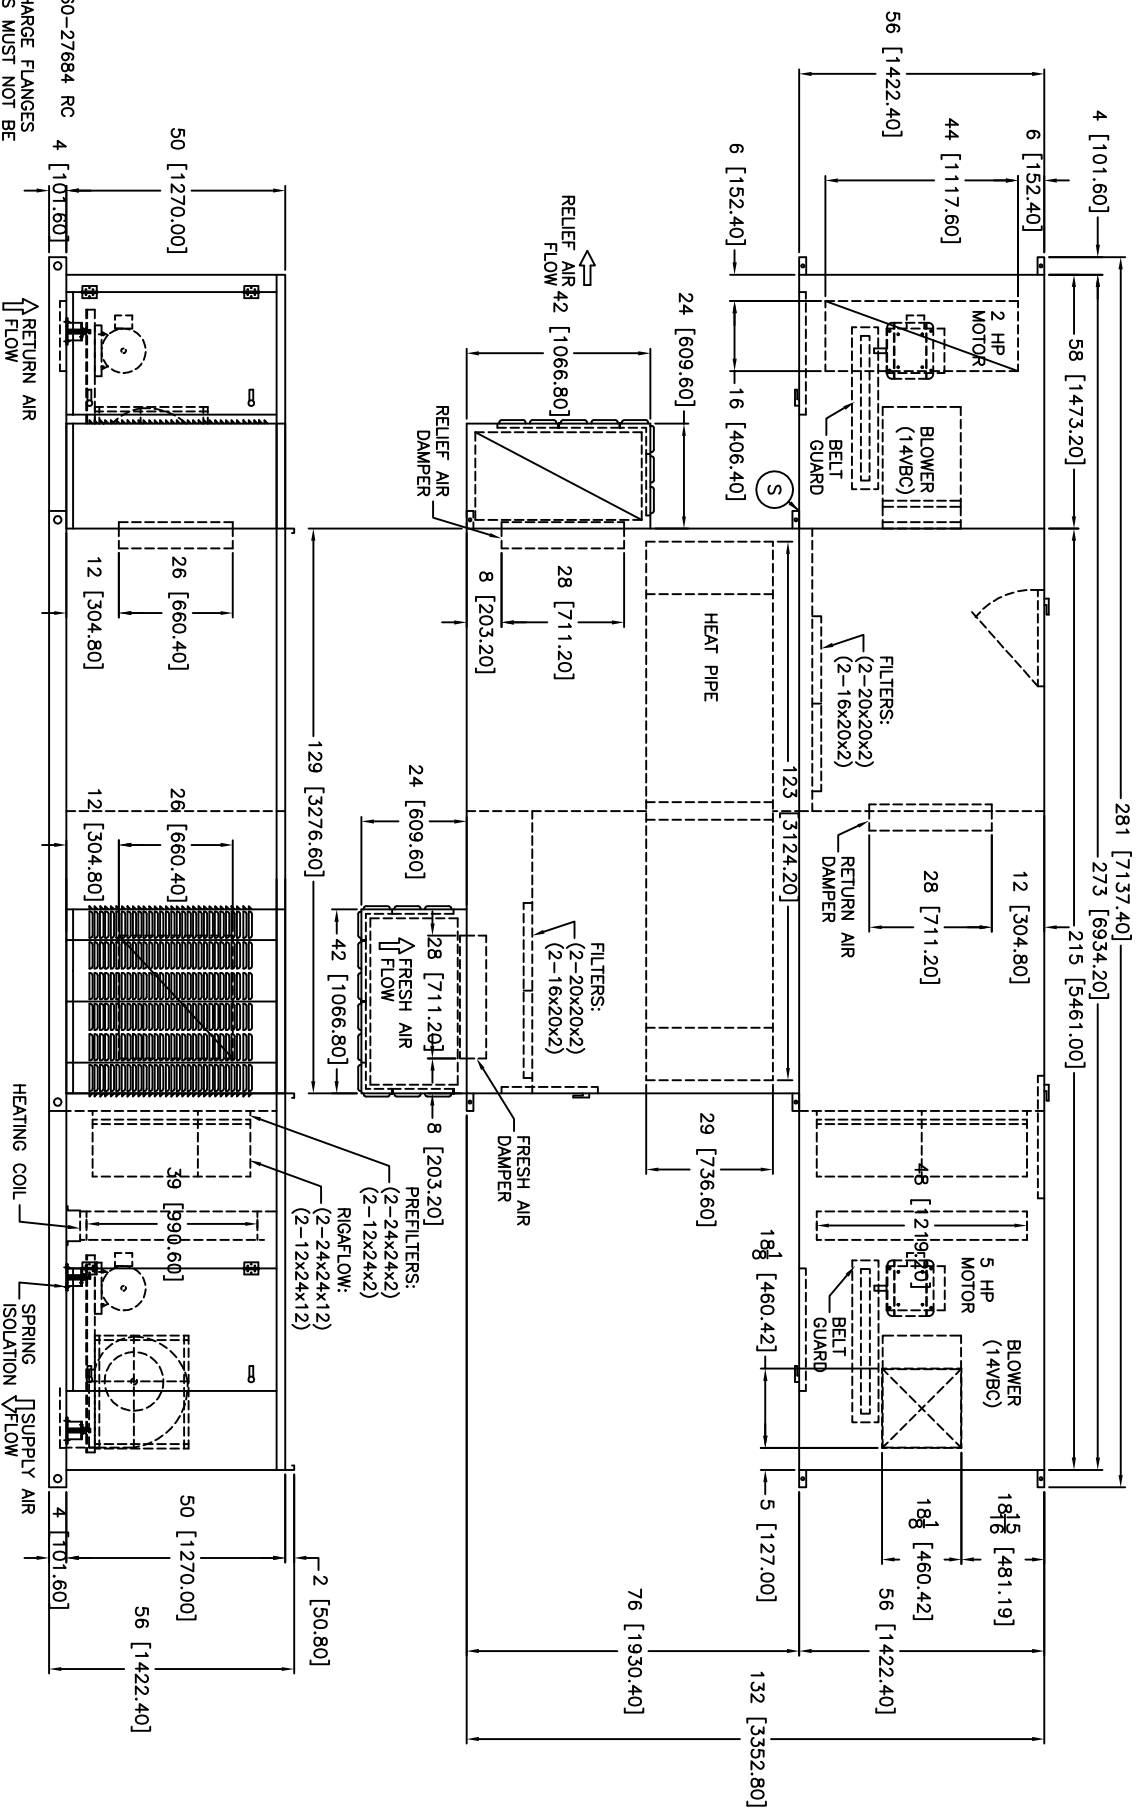 281 [7137.40]
4 [101.60]
273 [6934.20]
58 [1473.20]
215 [5461.00]
6 [152.40]
12 [304.80]
18 15/16 [481.19]
44 [1117.60]
2 HP
MOTOR
BLOWER
(14VBC)
28 [711.20]
5 HP
MOTOR
BLOWER
(14VBC)
48 [1219.20]
18 1/8 [460.42]
56 [1422.40]
56 [1422.40]
BELT
GUARD
FILTERS:
(2-20x20x2)
(2-16x20x2)
RETURN AIR
DAMPER
BELT
GUARD
S
6 [152.40]
16 [406.40]
123 [3124.20]
18 1/8 [460.42]
5 [127.00]
132 [3352.80]
24 [609.60]
HEAT PIPE
29 [736.60]
76 [1930.40]
RELIEF AIR
FLOW
42 [1066.80]
28 [711.20]
8 [203.20]
FILTERS:
(2-20x20x2)
(2-16x20x2)
FRESH AIR
DAMPER
RELIEF AIR
DAMPER
28 [711.20]
8 [203.20]
FRESH AIR
FLOW
24 [609.60]
42 [1066.80]
129 [3276.60]
PREFILTERS:
(2-24x24x2)
(2-12x24x2)
RIGAFLOW:
(2-24x24x12)
(2-12x24x12)
2 [50.80]
50 [1270.00]
26 [660.40]
26 [660.40]
39 [990.60]
50 [1270.00]
12 [304.80]
12 [304.80]
56 [1422.40]
4 [101.60]
4 [101.60]
RETURN AIR
FLOW
HEATING COIL
SPRING
ISOLATION
SUPPLY AIR
FLOW
60-27684 RC
HARGE FLANGES
S MUST NOT BE